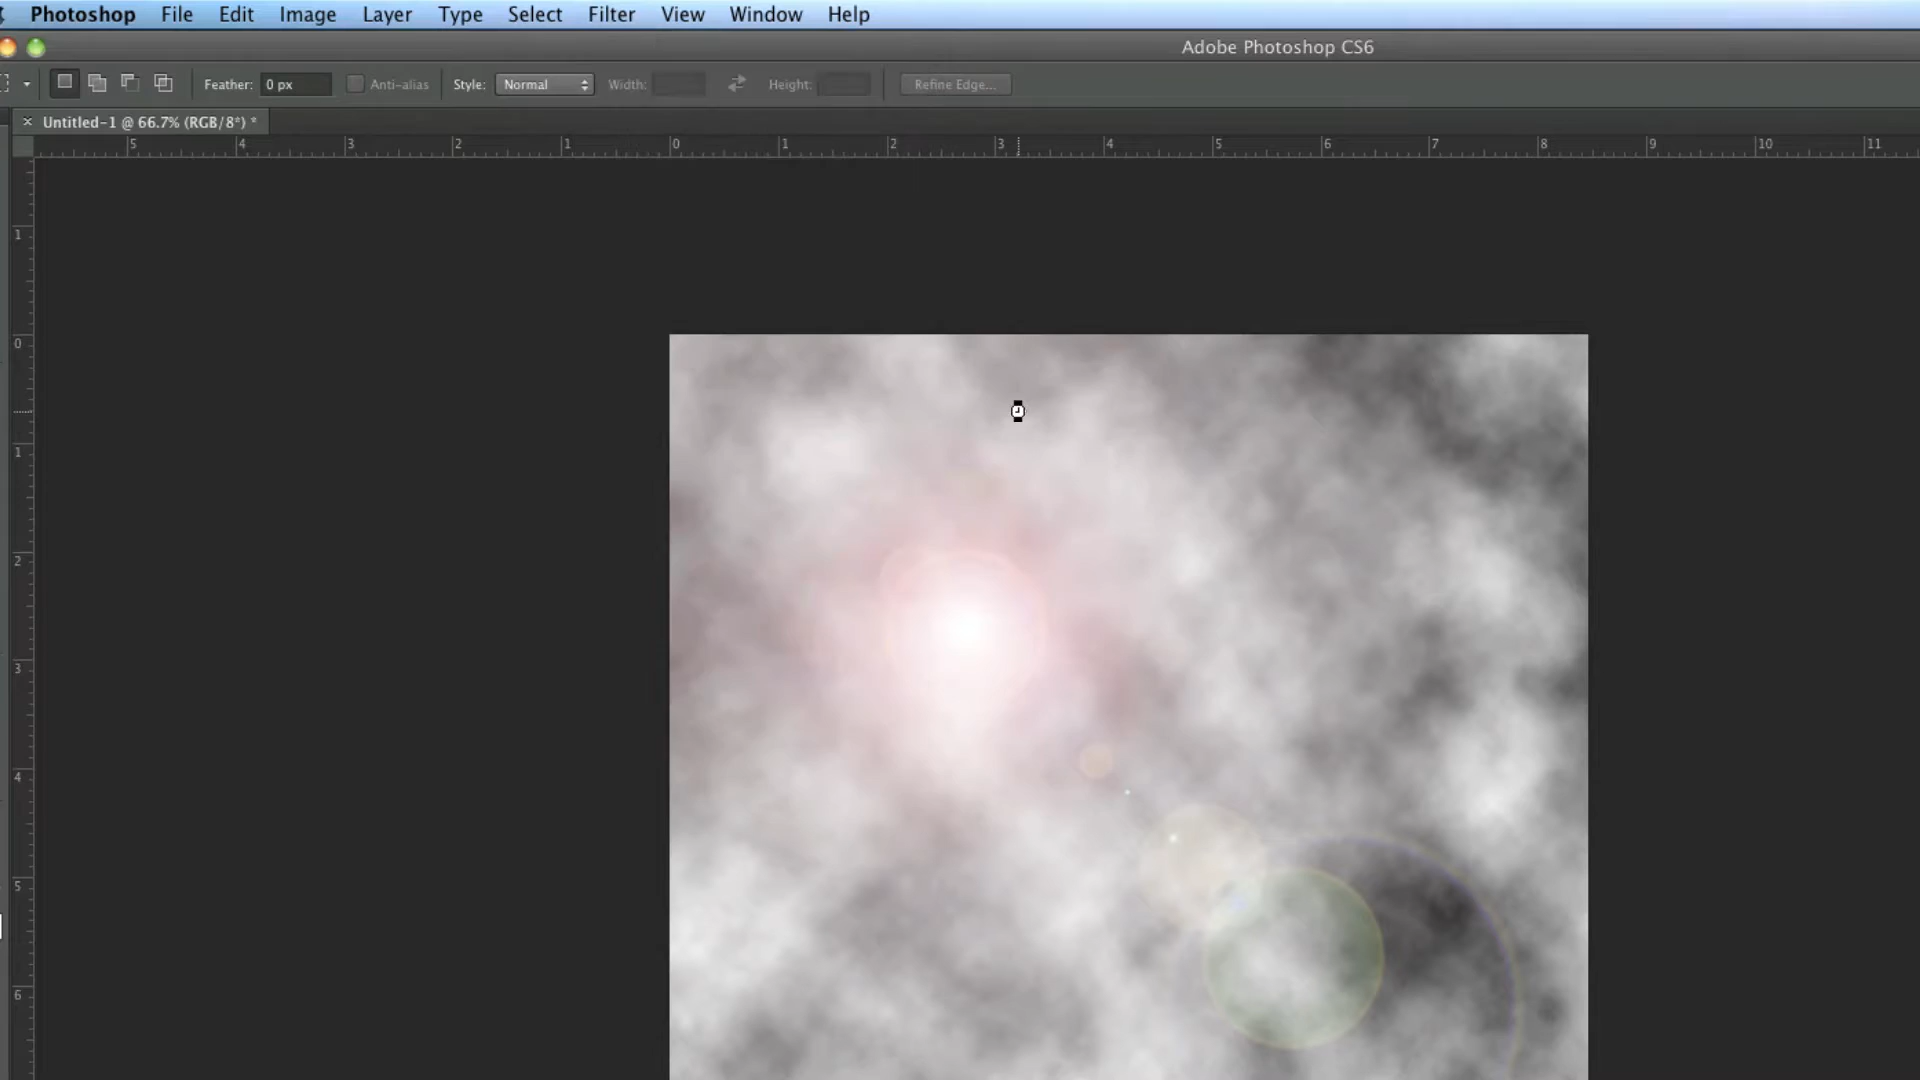 Photoshop File Edit Image Layer Type Select Filter View Window Help
Adobe Photoshop CS6
Feather: 0 px Anti-alias Style: Normal Width: Height: Refine Edge...
× Untitled-1 @ 66.7% (RGB/8*) *
5 4 3 2 1 0 1 2 3 4 5 6 7 8 9 10 11
1
0
1
2
3
4
5
6